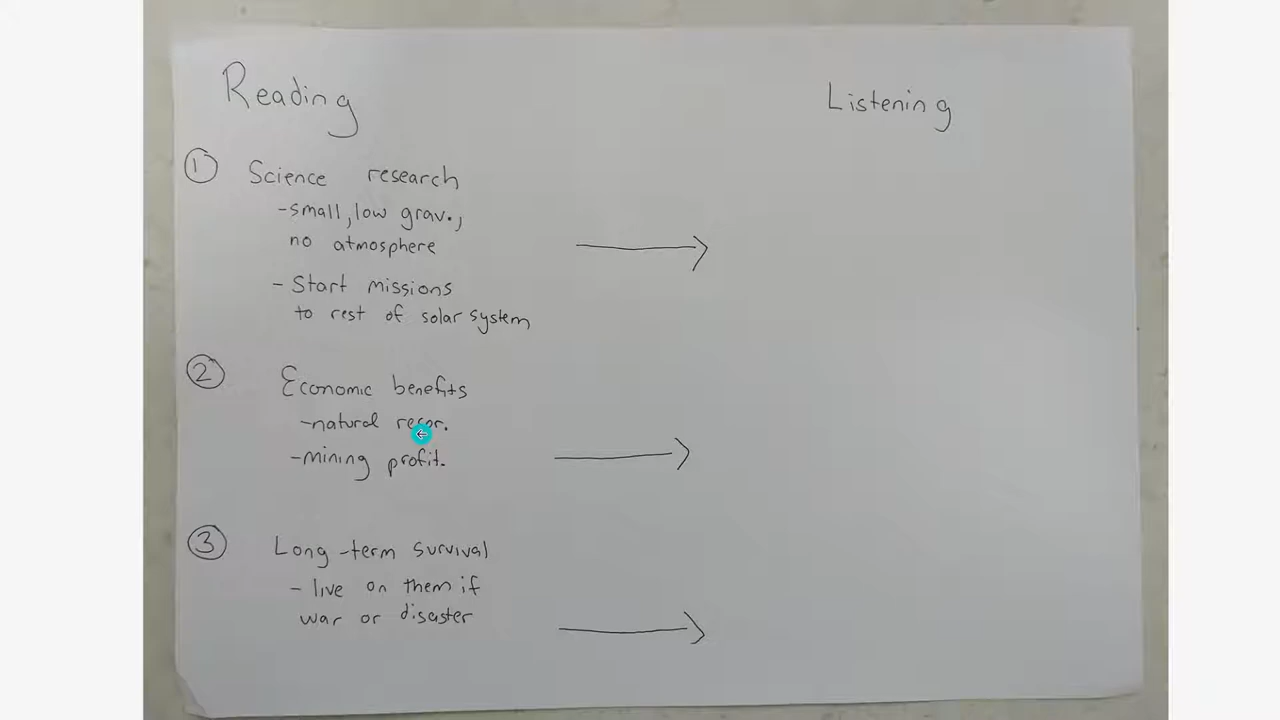 Reading
Listening
1 Science research
-small, low grav.,
no atmosphere
- Start missions
to rest of solar system
2 Economic benefits
-natural resor.
-mining profit.
3 Long-term survival
- live on them if
war or disaster